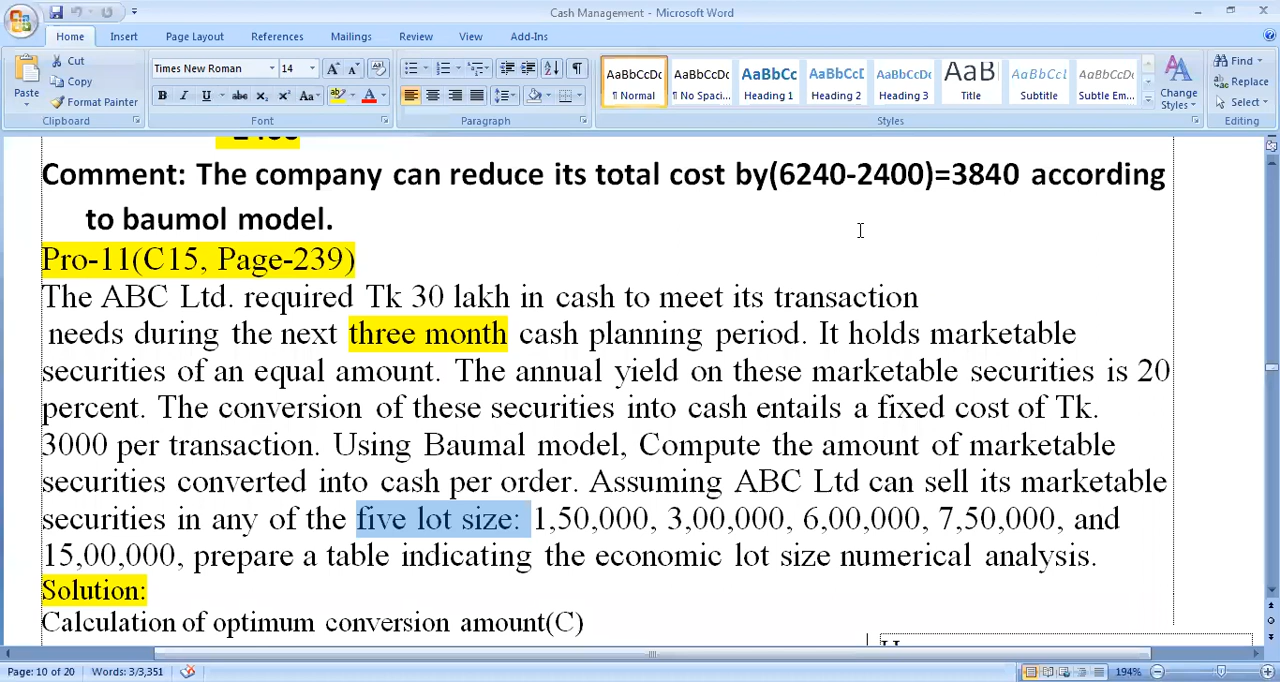 Cash Management - Microsoft Word
Home Insert Page Layout References Mailings Review View Add-Ins
Paste
Cut
Copy
Format Painter
Clipboard
Times New Roman 14
Font
Paragraph
AaBbCcDc AaBbCcDc AaBbCc AaBbCcD AaBbCcDc AaB AaBbCcDc AaBbCcDc
¶ Normal ¶ No Spaci... Heading 1 Heading 2 Heading 3 Title Subtitle Subtle Em...
Styles
Change Styles
Find
Replace
Select
Editing
Comment: The company can reduce its total cost by(6240-2400)=3840 according
to baumol model.
Pro-11(C15, Page-239)
The ABC Ltd. required Tk 30 lakh in cash to meet its transaction
needs during the next three month cash planning period. It holds marketable
securities of an equal amount. The annual yield on these marketable securities is 20
percent. The conversion of these securities into cash entails a fixed cost of Tk.
3000 per transaction. Using Baumal model, Compute the amount of marketable
securities converted into cash per order. Assuming ABC Ltd can sell its marketable
securities in any of the five lot size: 1,50,000, 3,00,000, 6,00,000, 7,50,000, and
15,00,000, prepare a table indicating the economic lot size numerical analysis.
Solution:
Calculation of optimum conversion amount(C)
Page: 10 of 20 Words: 3/3,351 194%